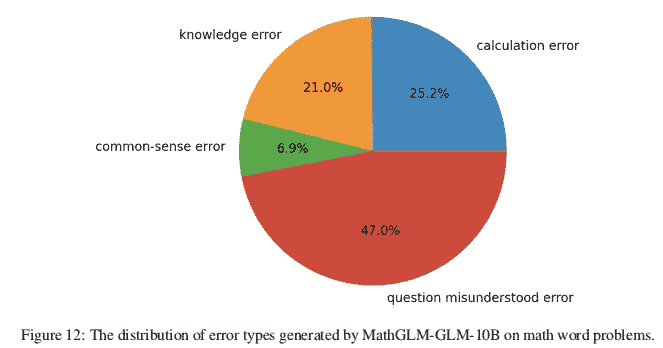 knowledge error
calculation error
21.0%
25.2%
common-sense error
6.9%
47.0%
question misunderstood error
Figure 12: The distribution of error types generated by MathGLM-GLM-10B on math word problems.